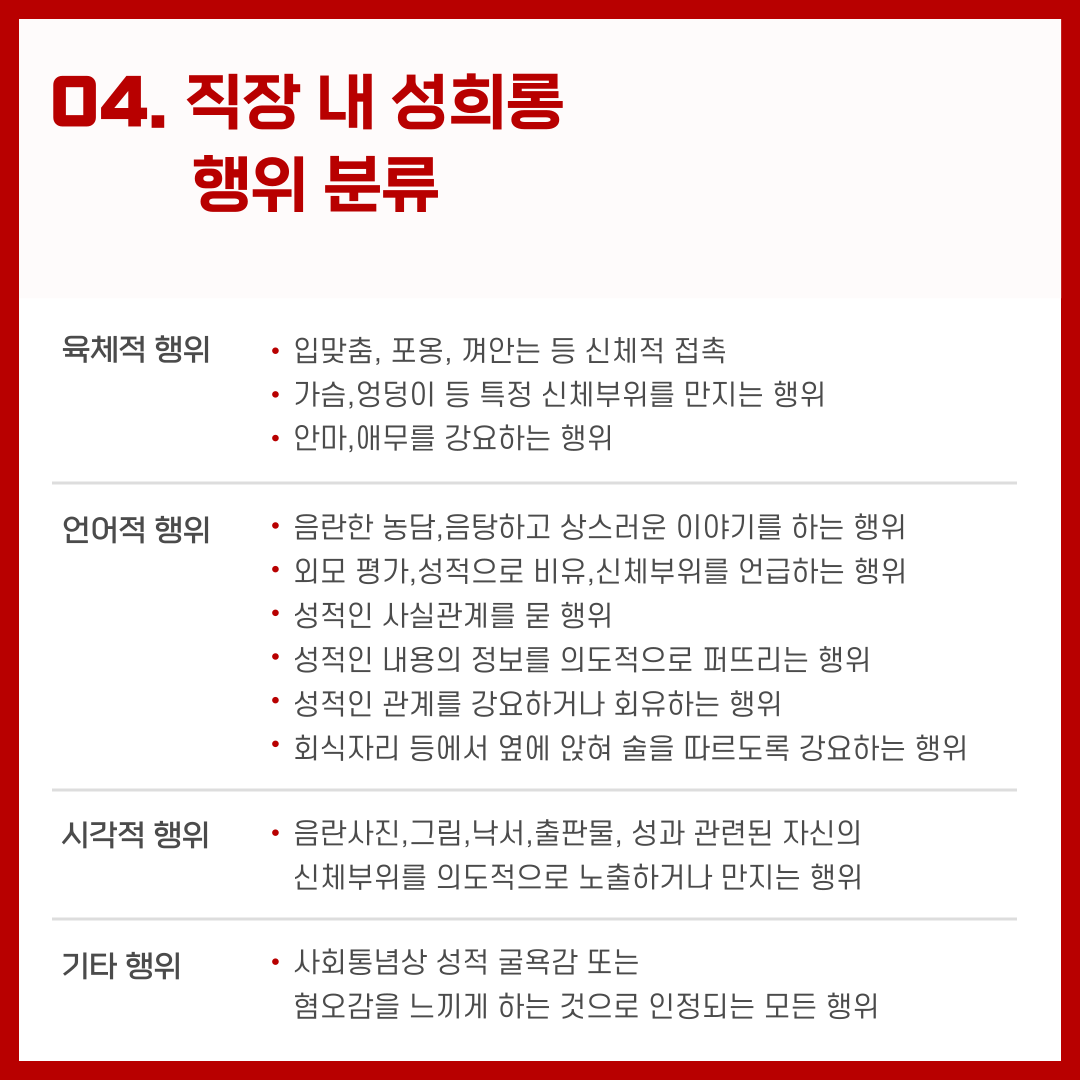 04. 직장 내 성희롱
행위 분류
육체적 행위
• 입맞춤, 포옹, 껴안는 등 신체적 접촉
• 가슴,엉덩이 등 특정 신체부위를 만지는 행위
• 안마,애무를 강요하는 행위
언어적 행위
• 음란한 농담,음탕하고 상스러운 이야기를 하는 행위
• 외모 평가,성적으로 비유,신체부위를 언급하는 행위
• 성적인 사실관계를 묻 행위
• 성적인 내용의 정보를 의도적으로 퍼뜨리는 행위
• 성적인 관계를 강요하거나 회유하는 행위
• 회식자리 등에서 옆에 앉혀 술을 따르도록 강요하는 행위
시각적 행위
• 음란사진,그림,낙서,출판물, 성과 관련된 자신의
신체부위를 의도적으로 노출하거나 만지는 행위
기타 행위
• 사회통념상 성적 굴욕감 또는
혐오감을 느끼게 하는 것으로 인정되는 모든 행위